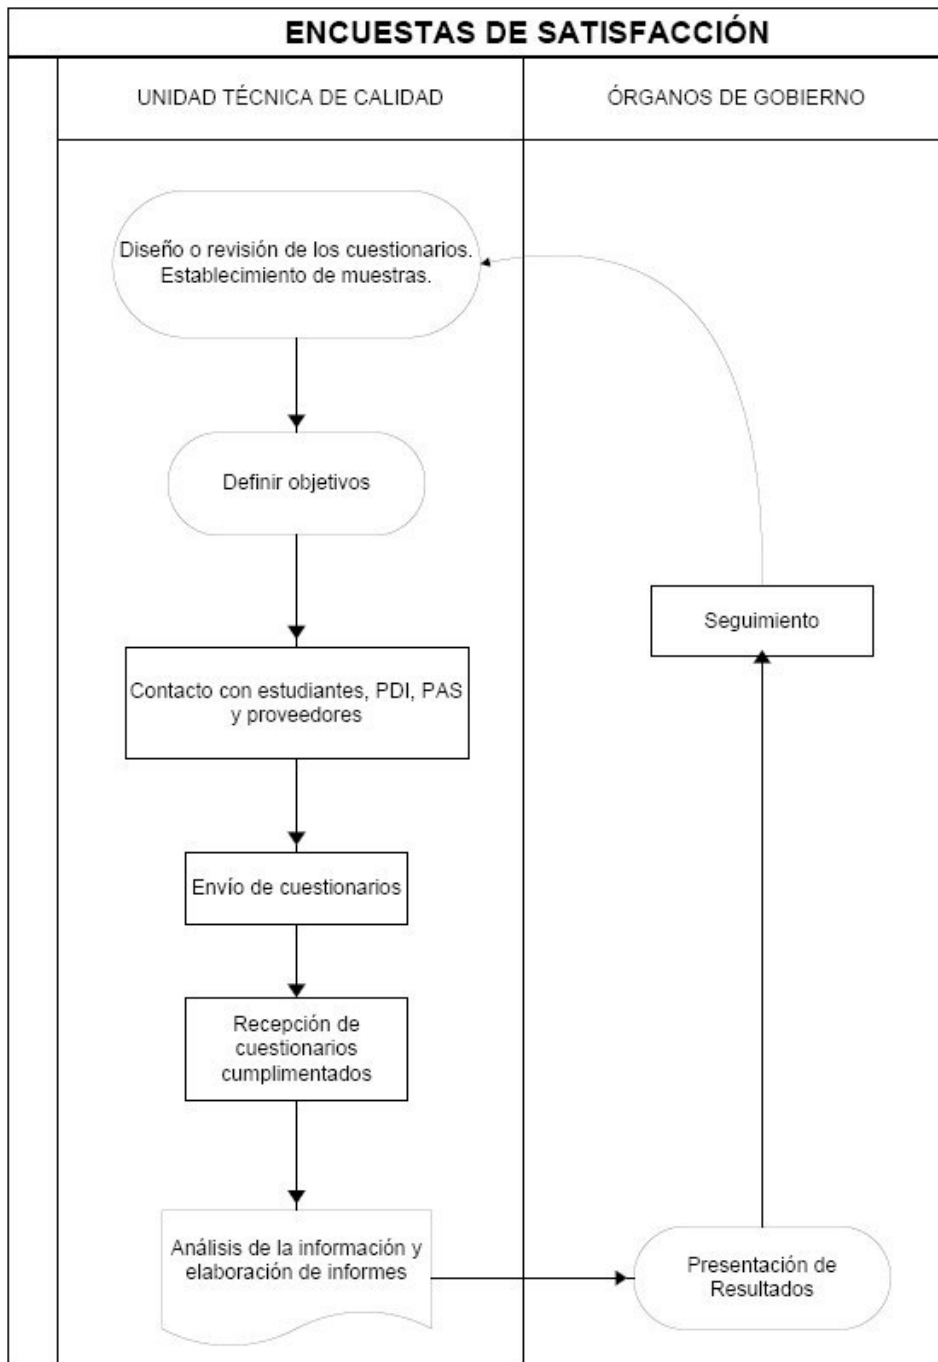 ENCUESTAS DE SATISFACCIÓN
UNIDAD TÉCNICA DE CALIDAD
ÓRGANOS DE GOBIERNO
Diseño o revisión de los cuestionarios.
Establecimiento de muestras.
Definir objetivos
Contacto con estudiantes, PDI, PAS
y proveedores
Envío de cuestionarios
Recepción de
cuestionarios
cumplimentados
Análisis de la información y
elaboración de informes
Presentación de
Resultados
Seguimiento